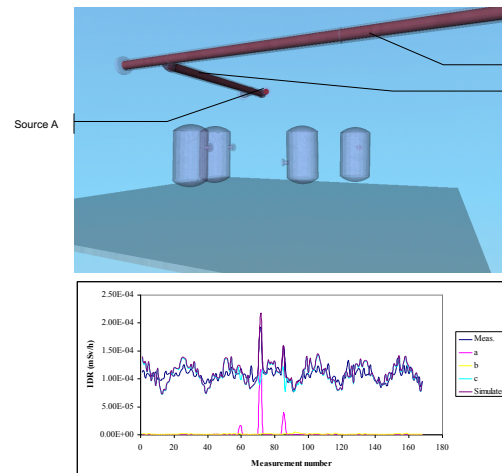 Source A
2.50E-04
2.00E-04
1.50E-04
1.00E-04
5.00E-05
0.00E+00
IDR (mSv/h)
0 20 40 60 80 100 120 140 160 180
Measurement number
Meas.
a
b
c
Simulate